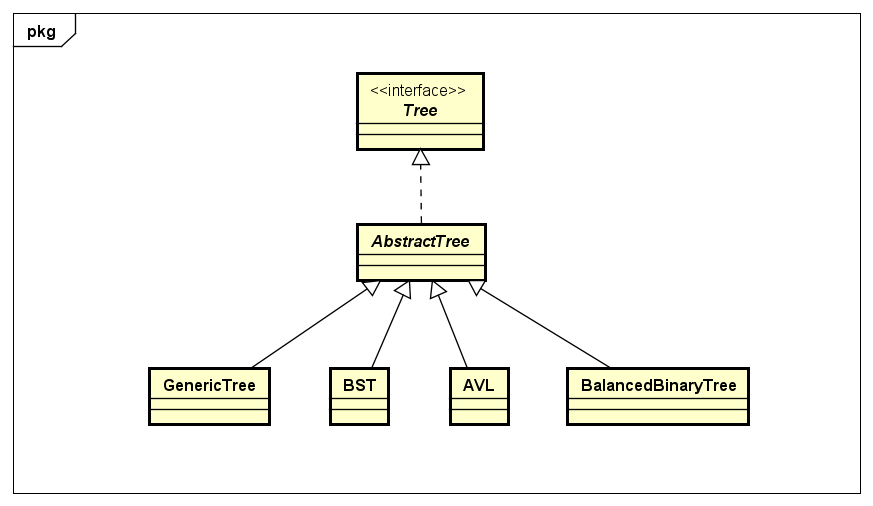 pkg
<<interface>>
Tree
AbstractTree
GenericTree
BST
AVL
BalancedBinaryTree